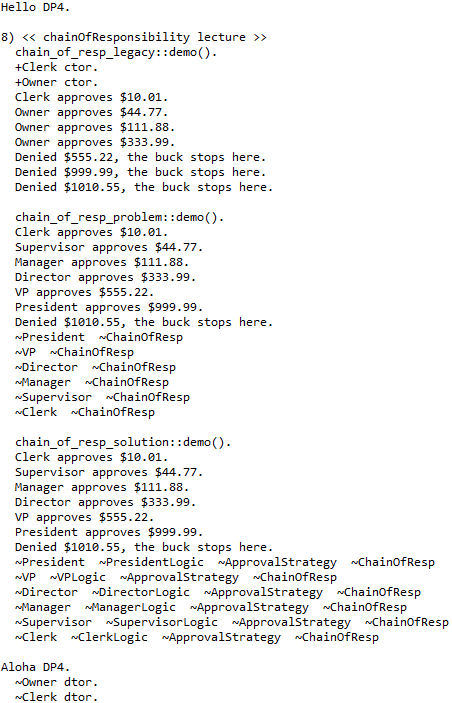 Hello DP4.
8) << chainOfResponsibility lecture >>
chain_of_resp_legacy::demo().
+Clerk ctor.
+Owner ctor.
Clerk approves $10.01.
Owner approves $44.77.
Owner approves $111.88.
Owner approves $333.99.
Denied $555.22, the buck stops here.
Denied $999.99, the buck stops here.
Denied $1010.55, the buck stops here.
chain_of_resp_problem::demo().
Clerk approves $10.01.
Supervisor approves $44.77.
Manager approves $111.88.
Director approves $333.99.
VP approves $555.22.
President approves $999.99.
Denied $1010.55, the buck stops here.
~President  ~ChainOfResp
~VP  ~ChainOfResp
~Director  ~ChainOfResp
~Manager  ~ChainOfResp
~Supervisor  ~ChainOfResp
~Clerk  ~ChainOfResp
chain_of_resp_solution::demo().
Clerk approves $10.01.
Supervisor approves $44.77.
Manager approves $111.88.
Director approves $333.99.
VP approves $555.22.
President approves $999.99.
Denied $1010.55, the buck stops here.
~President  ~PresidentLogic  ~ApprovalStrategy  ~ChainOfResp
~VP  ~VPLogic  ~ApprovalStrategy  ~ChainOfResp
~Director  ~DirectorLogic  ~ApprovalStrategy  ~ChainOfResp
~Manager  ~ManagerLogic  ~ApprovalStrategy  ~ChainOfResp
~Supervisor  ~SupervisorLogic  ~ApprovalStrategy  ~ChainOfResp
~Clerk  ~ClerkLogic  ~ApprovalStrategy  ~ChainOfResp
Aloha DP4.
~Owner dtor.
~Clerk dtor.